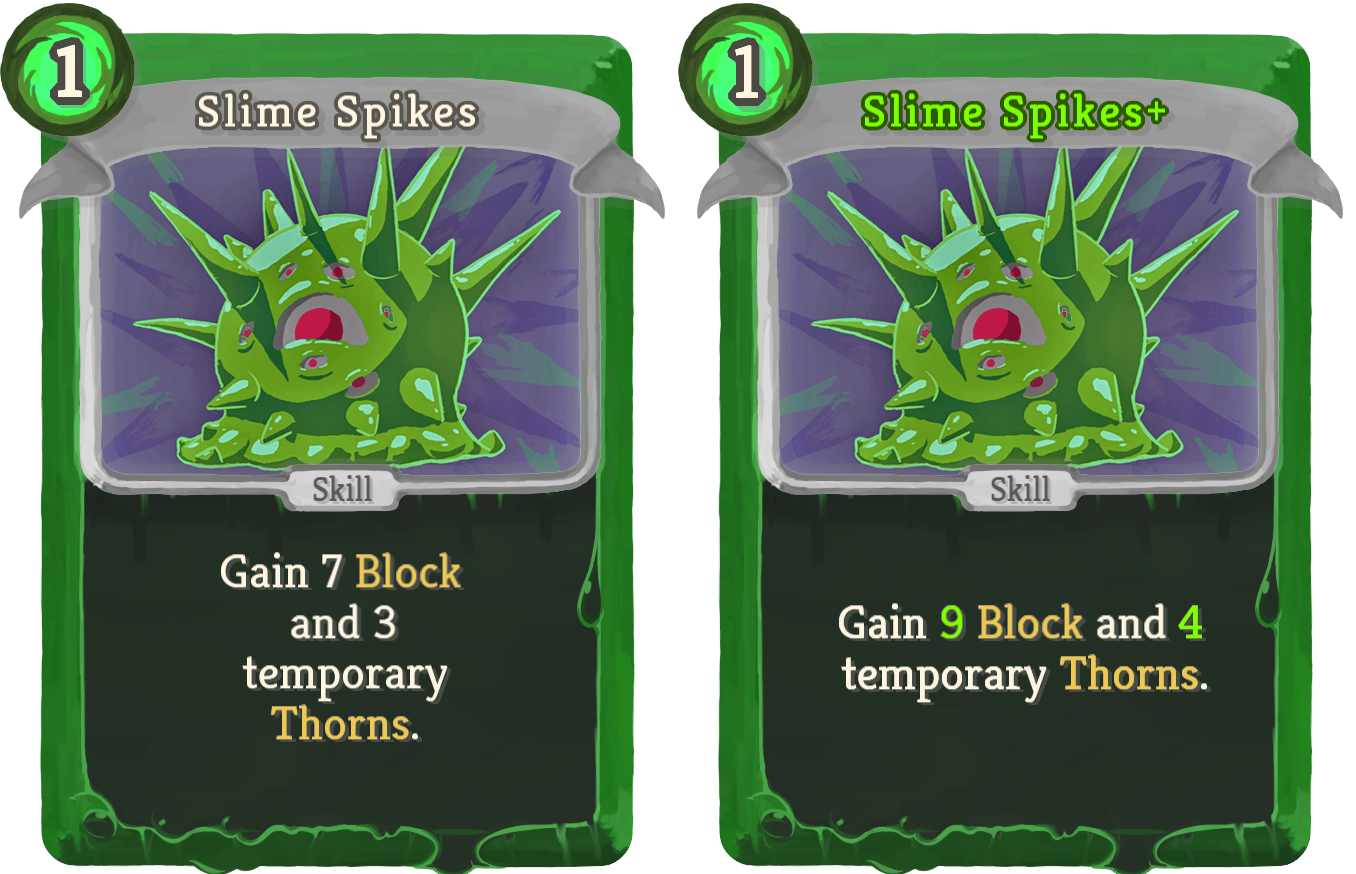 1
Slime Spikes
Skill
Gain 7 Block
and 3
temporary
Thorns.
1
Slime Spikes+
Skill
Gain 9 Block and 4
temporary Thorns.